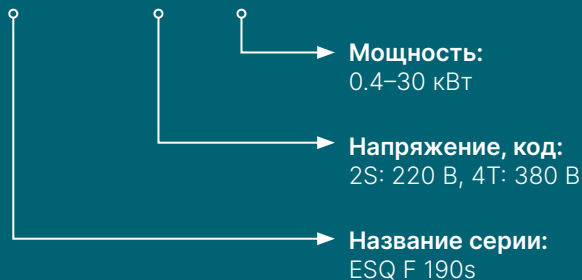 Мощность:
0.4–30 кВт
Напряжение, код:
2S: 220 В, 4T: 380 В
Название серии:
ESQ F 190s